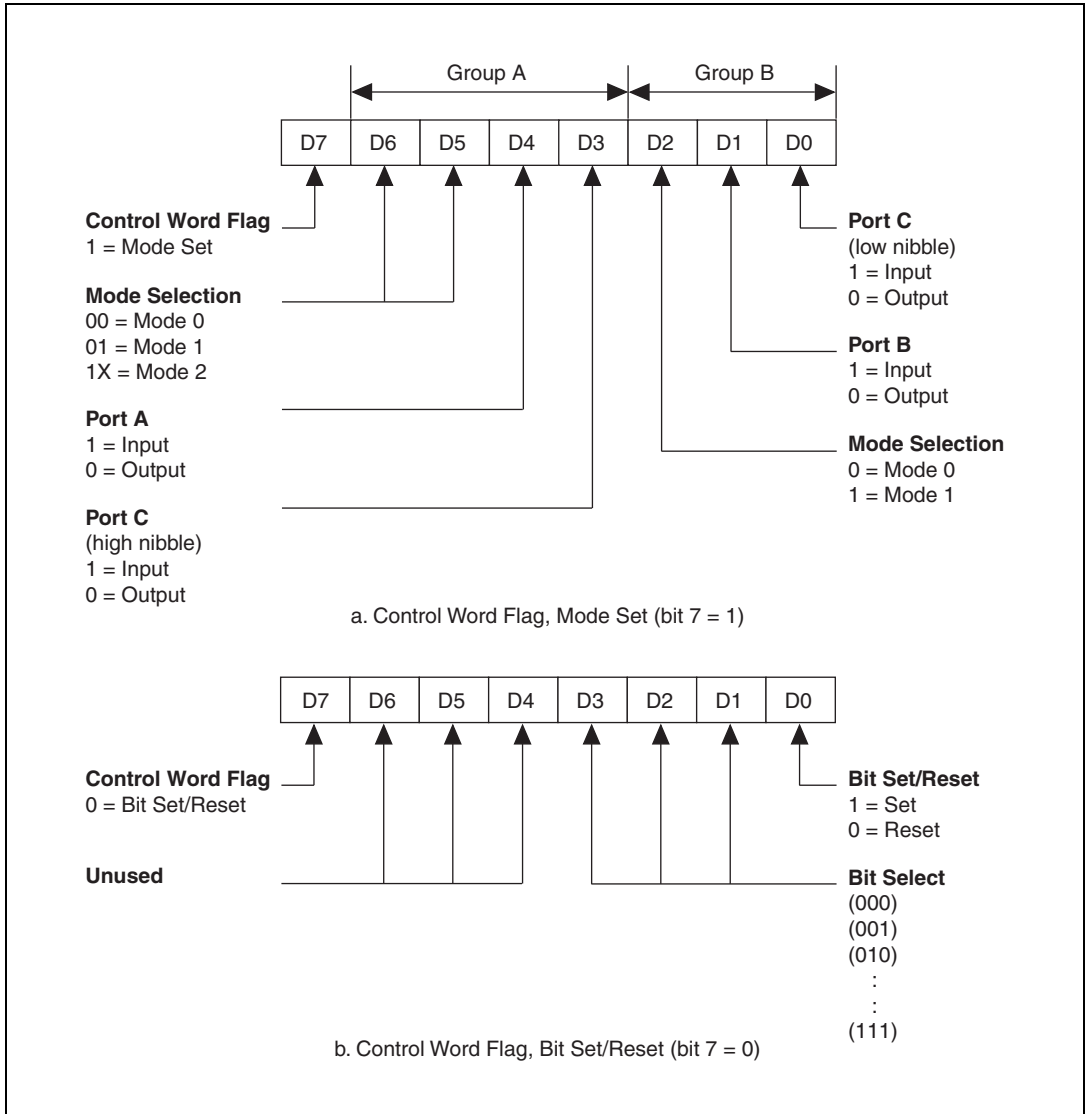 Group A
Group B
D7 D6 D5 D4 D3 D2 D1 D0
Control Word Flag
1 = Mode Set
Mode Selection
00 = Mode 0
01 = Mode 1
1X = Mode 2
Port A
1 = Input
0 = Output
Port C
(high nibble)
1 = Input
0 = Output
Port C
(low nibble)
1 = Input
0 = Output
Port B
1 = Input
0 = Output
Mode Selection
0 = Mode 0
1 = Mode 1
a. Control Word Flag, Mode Set (bit 7 = 1)
D7 D6 D5 D4 D3 D2 D1 D0
Control Word Flag
0 = Bit Set/Reset
Unused
Bit Set/Reset
1 = Set
0 = Reset
Bit Select
(000)
(001)
(010)
:
:
(111)
b. Control Word Flag, Bit Set/Reset (bit 7 = 0)